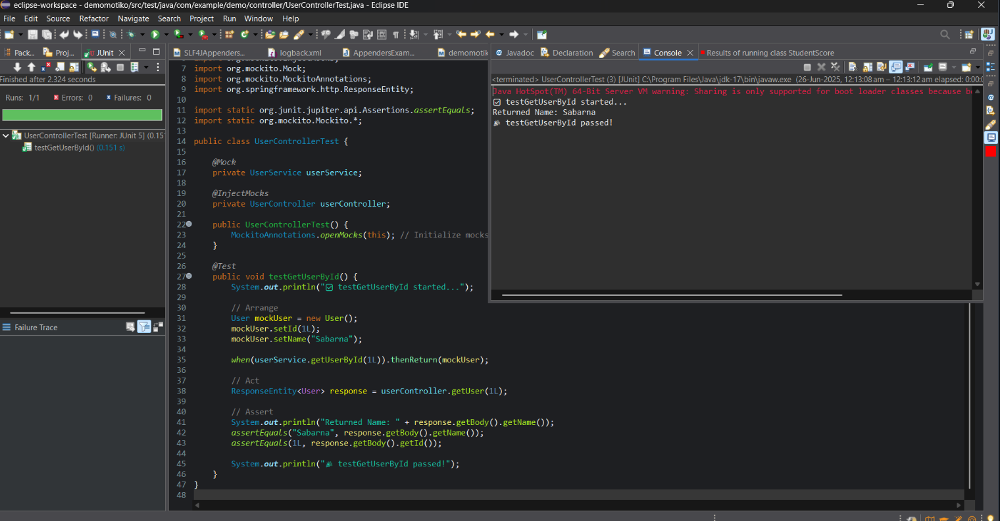 eclipse-workspace - demomotiko/src/test/java/com/example/demo/controller/UserControllerTest.java - Eclipse IDE
File Edit Source Refactor Navigate Search Project Run Window Help
Pack... Proj... JUnit
Finished after 2.324 seconds
Runs: 1/1 Errors: 0 Failures: 0
UserControllerTest [Runner: JUnit 5] (0.15
testGetUserById() (0.151 s)
Failure Trace
SLF4JAppenders... logback.xml AppendersExam... demomotik
7 import org.mockito.Mock;
8 import org.mockito.MockitoAnnotations;
9 import org.springframework.http.ResponseEntity;
10
11 import static org.junit.jupiter.api.Assertions.assertEquals;
12 import static org.mockito.Mockito.*;
13
14 public class UserControllerTest {
15
16 @Mock
17 private UserService userService;
18
19 @InjectMocks
20 private UserController userController;
21
22 public UserControllerTest() {
23 MockitoAnnotations.openMocks(this); // Initialize mocks
24 }
25
26 @Test
27 public void testGetUserById() {
28 System.out.println("☑ testGetUserById started...");
29
30 // Arrange
31 User mockUser = new User();
32 mockUser.setId(1L);
33 mockUser.setName("Sabarna");
34
35 when(userService.getUserById(1L)).thenReturn(mockUser);
36
37 // Act
38 ResponseEntity<User> response = userController.getUser(1L);
39
40 // Assert
41 System.out.println("Returned Name: " + response.getBody().getName());
42 assertEquals("Sabarna", response.getBody().getName());
43 assertEquals(1L, response.getBody().getId());
44
45 System.out.println("🎉 testGetUserById passed!");
46 }
47 }
48
Javadoc Declaration Search Console Results of running class StudentScore
<terminated> UserControllerTest (3) [JUnit] C:\Program Files\Java\jdk-17\bin\javaw.exe (26-Jun-2025, 12:13:08 am – 12:13:12 am elapsed: 0:00:0
Java HotSpot(TM) 64-Bit Server VM warning: Sharing is only supported for boot loader classes because b
☑ testGetUserById started...
Returned Name: Sabarna
🎉 testGetUserById passed!